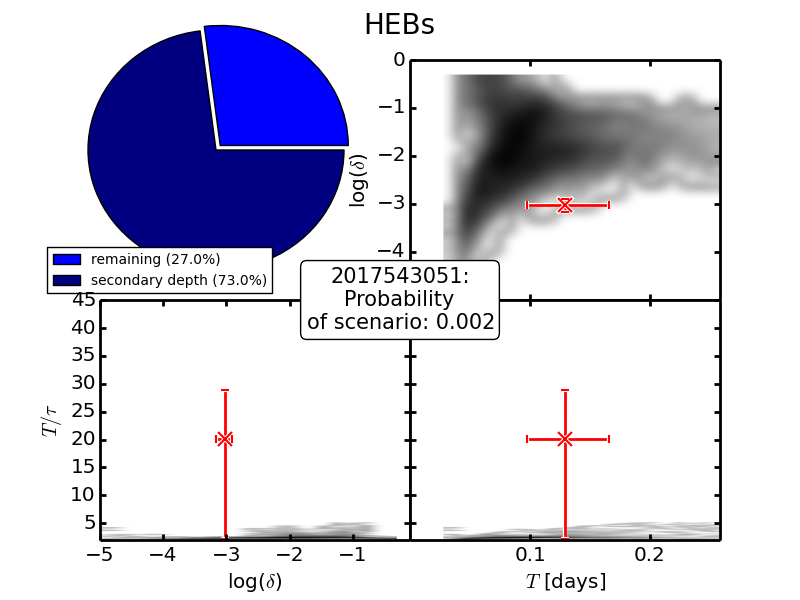 HEBs
remaining (27.0%)
secondary depth (73.0%)
log(δ)
0
−1
−2
−3
−4
2017543051:
Probability
of scenario: 0.002
T/τ
45
40
35
30
25
20
15
10
5
−5
−4
−3
−2
−1
log(δ)
0.1
0.2
T [days]